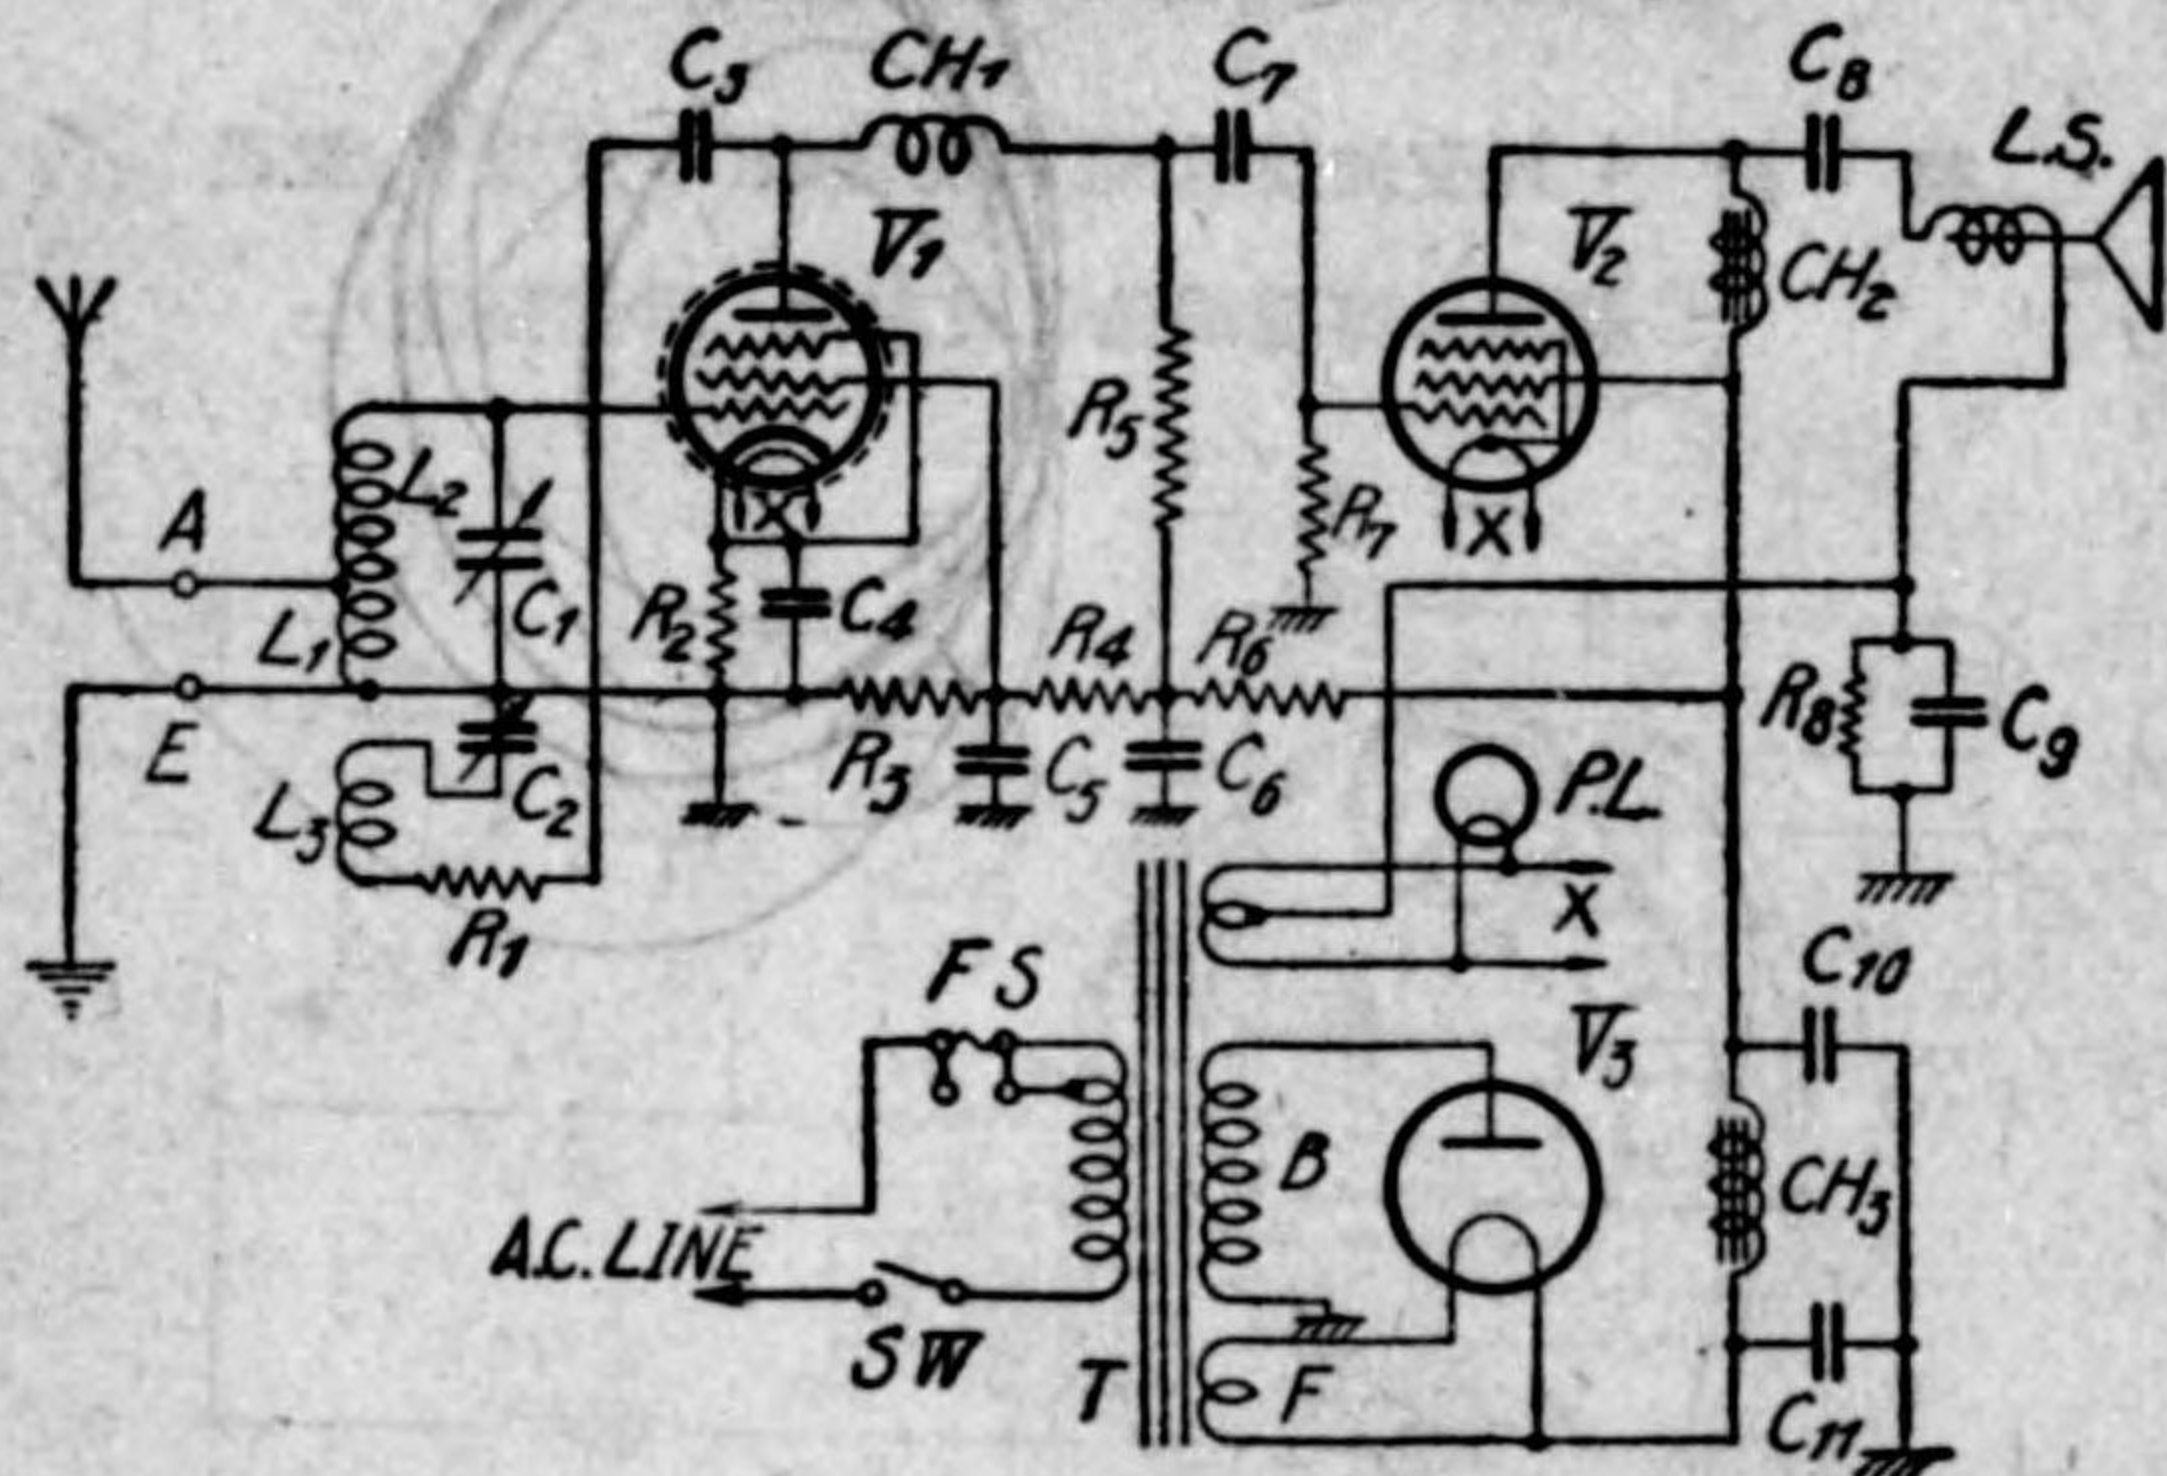 C3 CH1 C7 C8
L.S.
V1 V2
CH2
L2 R5
A X R7 X
C1 R2 C4
L1 R4 R6
R8 C9
E R3 C5 C6 P.L.
L3 C2
X
R1
F S C10
V3
B CH3
A.C. LINE
SW T F C11